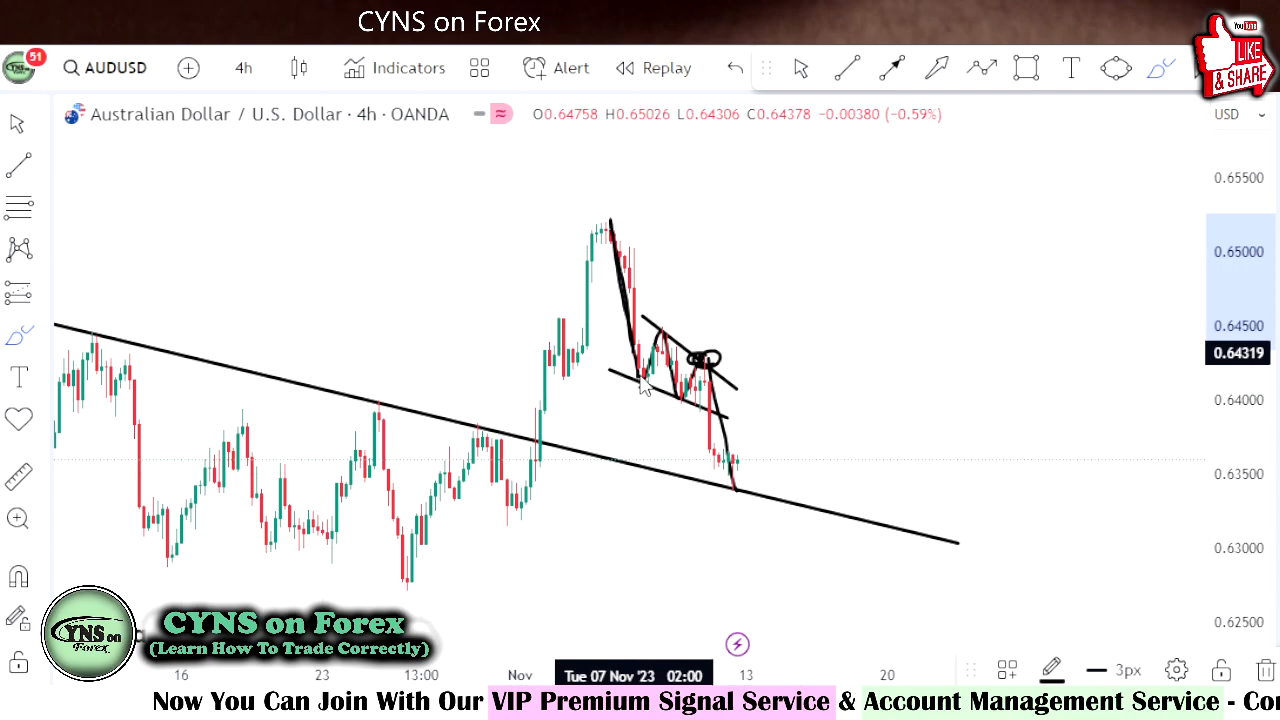 CYNS on Forex
51
AUDUSD
4h
Indicators
Alert
Replay
YouTube
LIKE
& SHARE
Australian Dollar / U.S. Dollar · 4h · OANDA
O0.64758 H0.65026 L0.64306 C0.64378 −0.00380 (−0.59%)
USD
0.65500
0.65000
0.64500
0.64319
0.64000
0.63500
0.63000
0.62500
CYNS on Forex
(Learn How To Trade Correctly)
CYNS on
Forex
16
23
13:00
Nov
Tue 07 Nov '23 02:00
13
20
3px
Now You Can Join With Our VIP Premium Signal Service & Account Management Service - Co